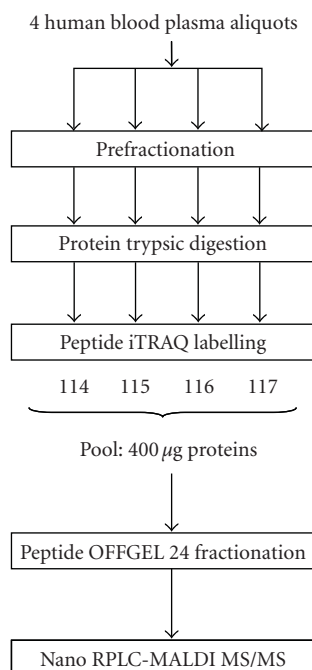 4 human blood plasma aliquots
Prefractionation
Protein trypsic digestion
Peptide iTRAQ labelling
114 115 116 117
Pool: 400 μg proteins
Peptide OFFGEL 24 fractionation
Nano RPLC-MALDI MS/MS